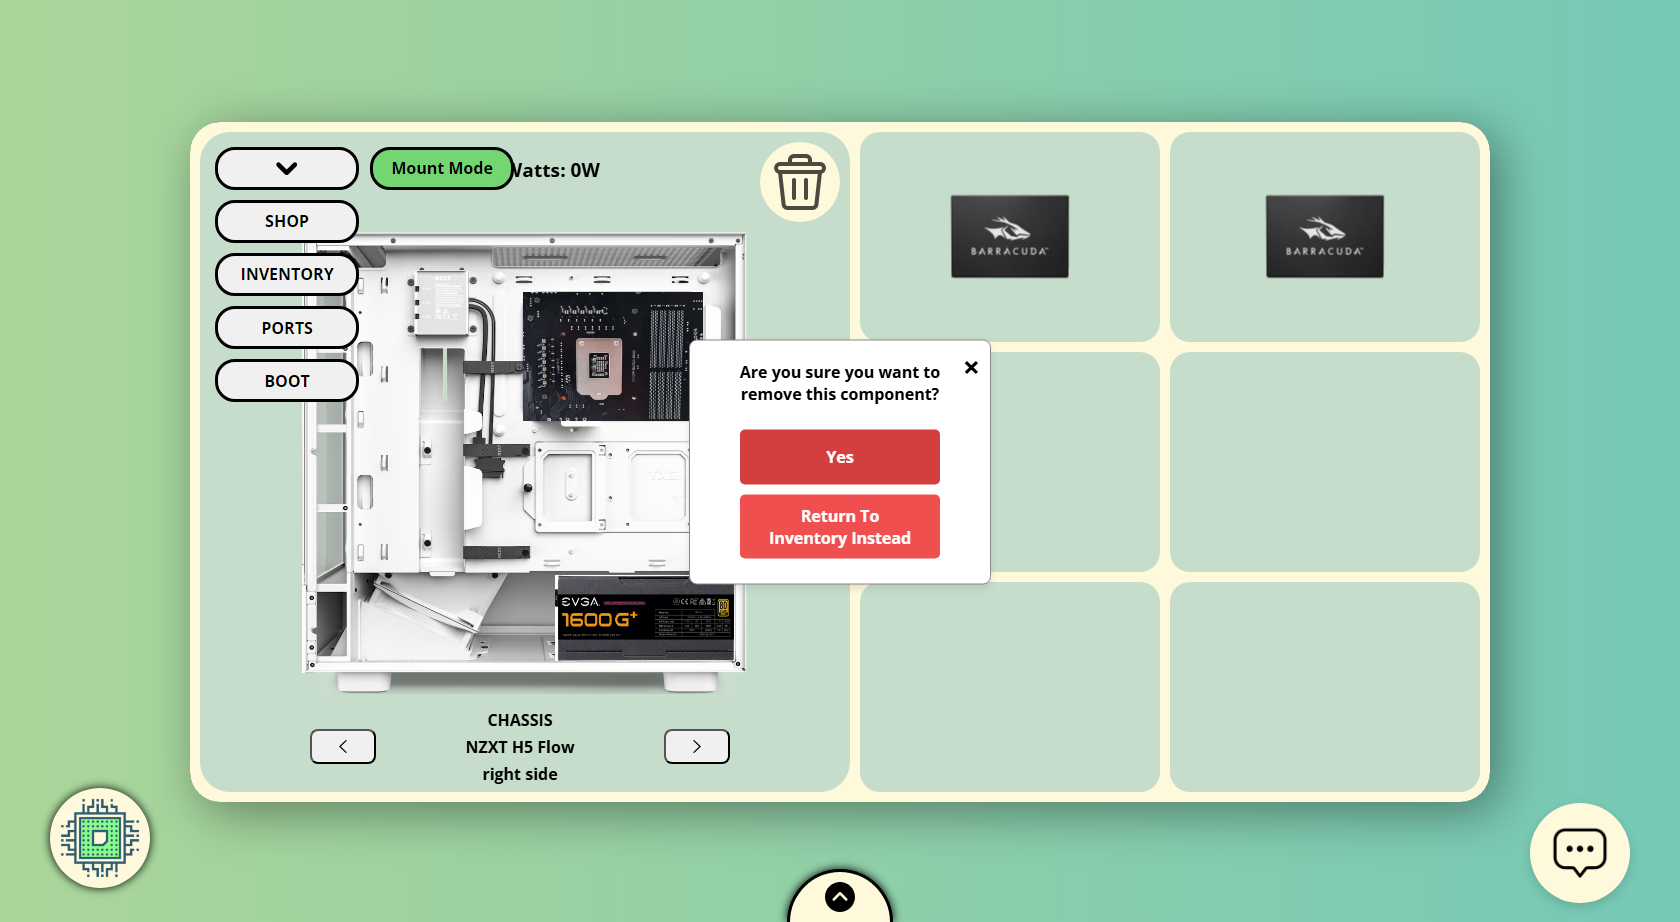 Mount Mode
Watts: 0W
SHOP
INVENTORY
PORTS
BOOT
BARRACUDA
BARRACUDA
Are you sure you want to
remove this component?
Yes
Return To
Inventory Instead
EVGA
1600 G+
CHASSIS
NZXT H5 Flow
right side